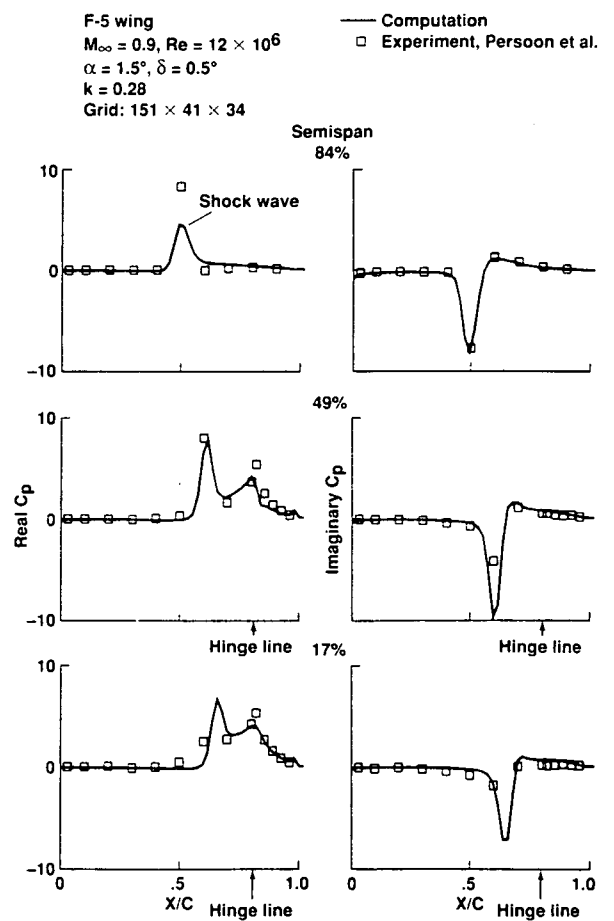 F-5 wing
M∞ = 0.9, Re = 12 × 10⁶
α = 1.5°, δ = 0.5°
k = 0.28
Grid: 151 × 41 × 34
Computation
Experiment, Persoon et al.
Semispan
84%
10
0
-10
Shock wave
49%
10
0
-10
Real Cp
Imaginary Cp
Hinge line
Hinge line
17%
10
0
-10
0
.5
1.0
X/C
Hinge line
0
.5
1.0
X/C
Hinge line